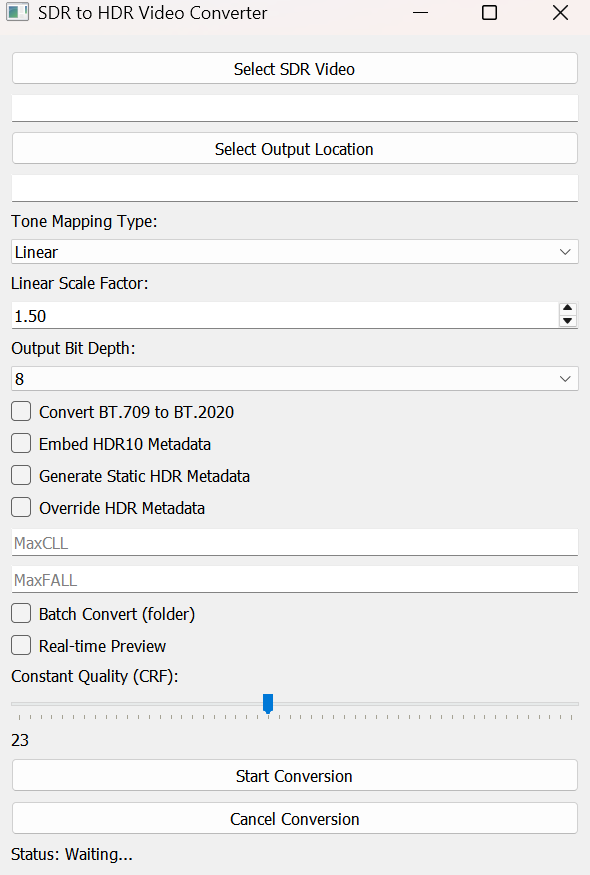 SDR to HDR Video Converter
Select SDR Video
Select Output Location
Tone Mapping Type:
Linear
Linear Scale Factor:
1.50
Output Bit Depth:
8
Convert BT.709 to BT.2020
Embed HDR10 Metadata
Generate Static HDR Metadata
Override HDR Metadata
MaxCLL
MaxFALL
Batch Convert (folder)
Real-time Preview
Constant Quality (CRF):
23
Start Conversion
Cancel Conversion
Status: Waiting...